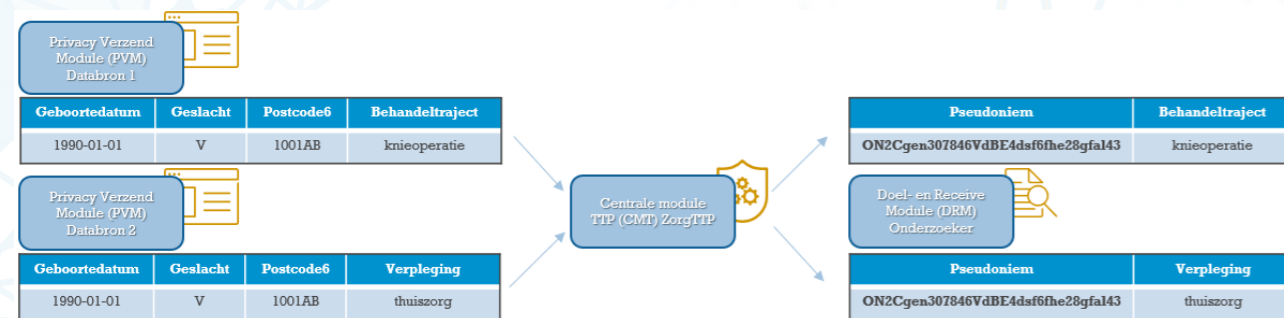 Privacy Verzend
Module (PVM)
Databron 1
Geboortedatum Geslacht Postcode6 Behandeltraject
1990-01-01 V 1001AB knieoperatie
Privacy Verzend
Module (PVM)
Databron 2
Geboortedatum Geslacht Postcode6 Verpleging
1990-01-01 V 1001AB thuiszorg
Centrale module
TTP (CMT) ZorgTTP
Pseudoniem Behandeltraject
ON2Cgen307846VdBE4dsf6fhe28gfal43 knieoperatie
Doel- en Receive
Module (DRM)
Onderzoeker
Pseudoniem Verpleging
ON2Cgen307846VdBE4dsf6fhe28gfal43 thuiszorg